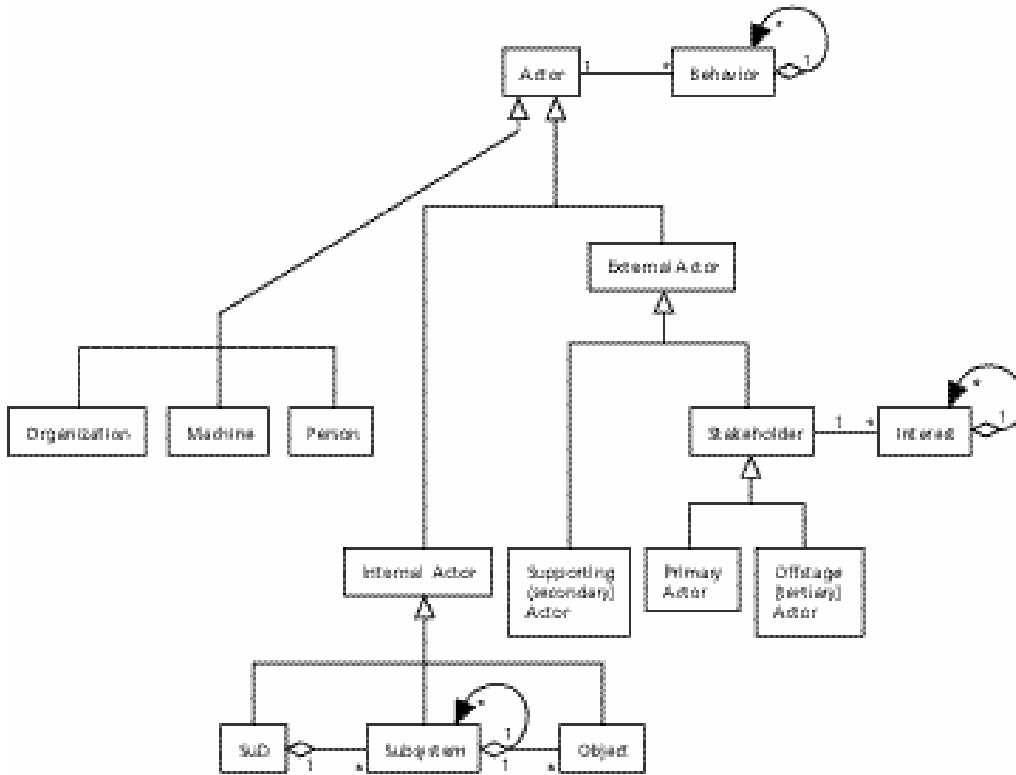 *
1
Actor
1
*
Behavior
External Actor
*
1
Organization
Machine
Person
Stakeholder
1
*
Interest
Internal Actor
Supporting
(secondary)
Actor
Primary
Actor
Offstage
(tertiary)
Actor
*
1
SuD
1
*
Subsystem
1
*
Object